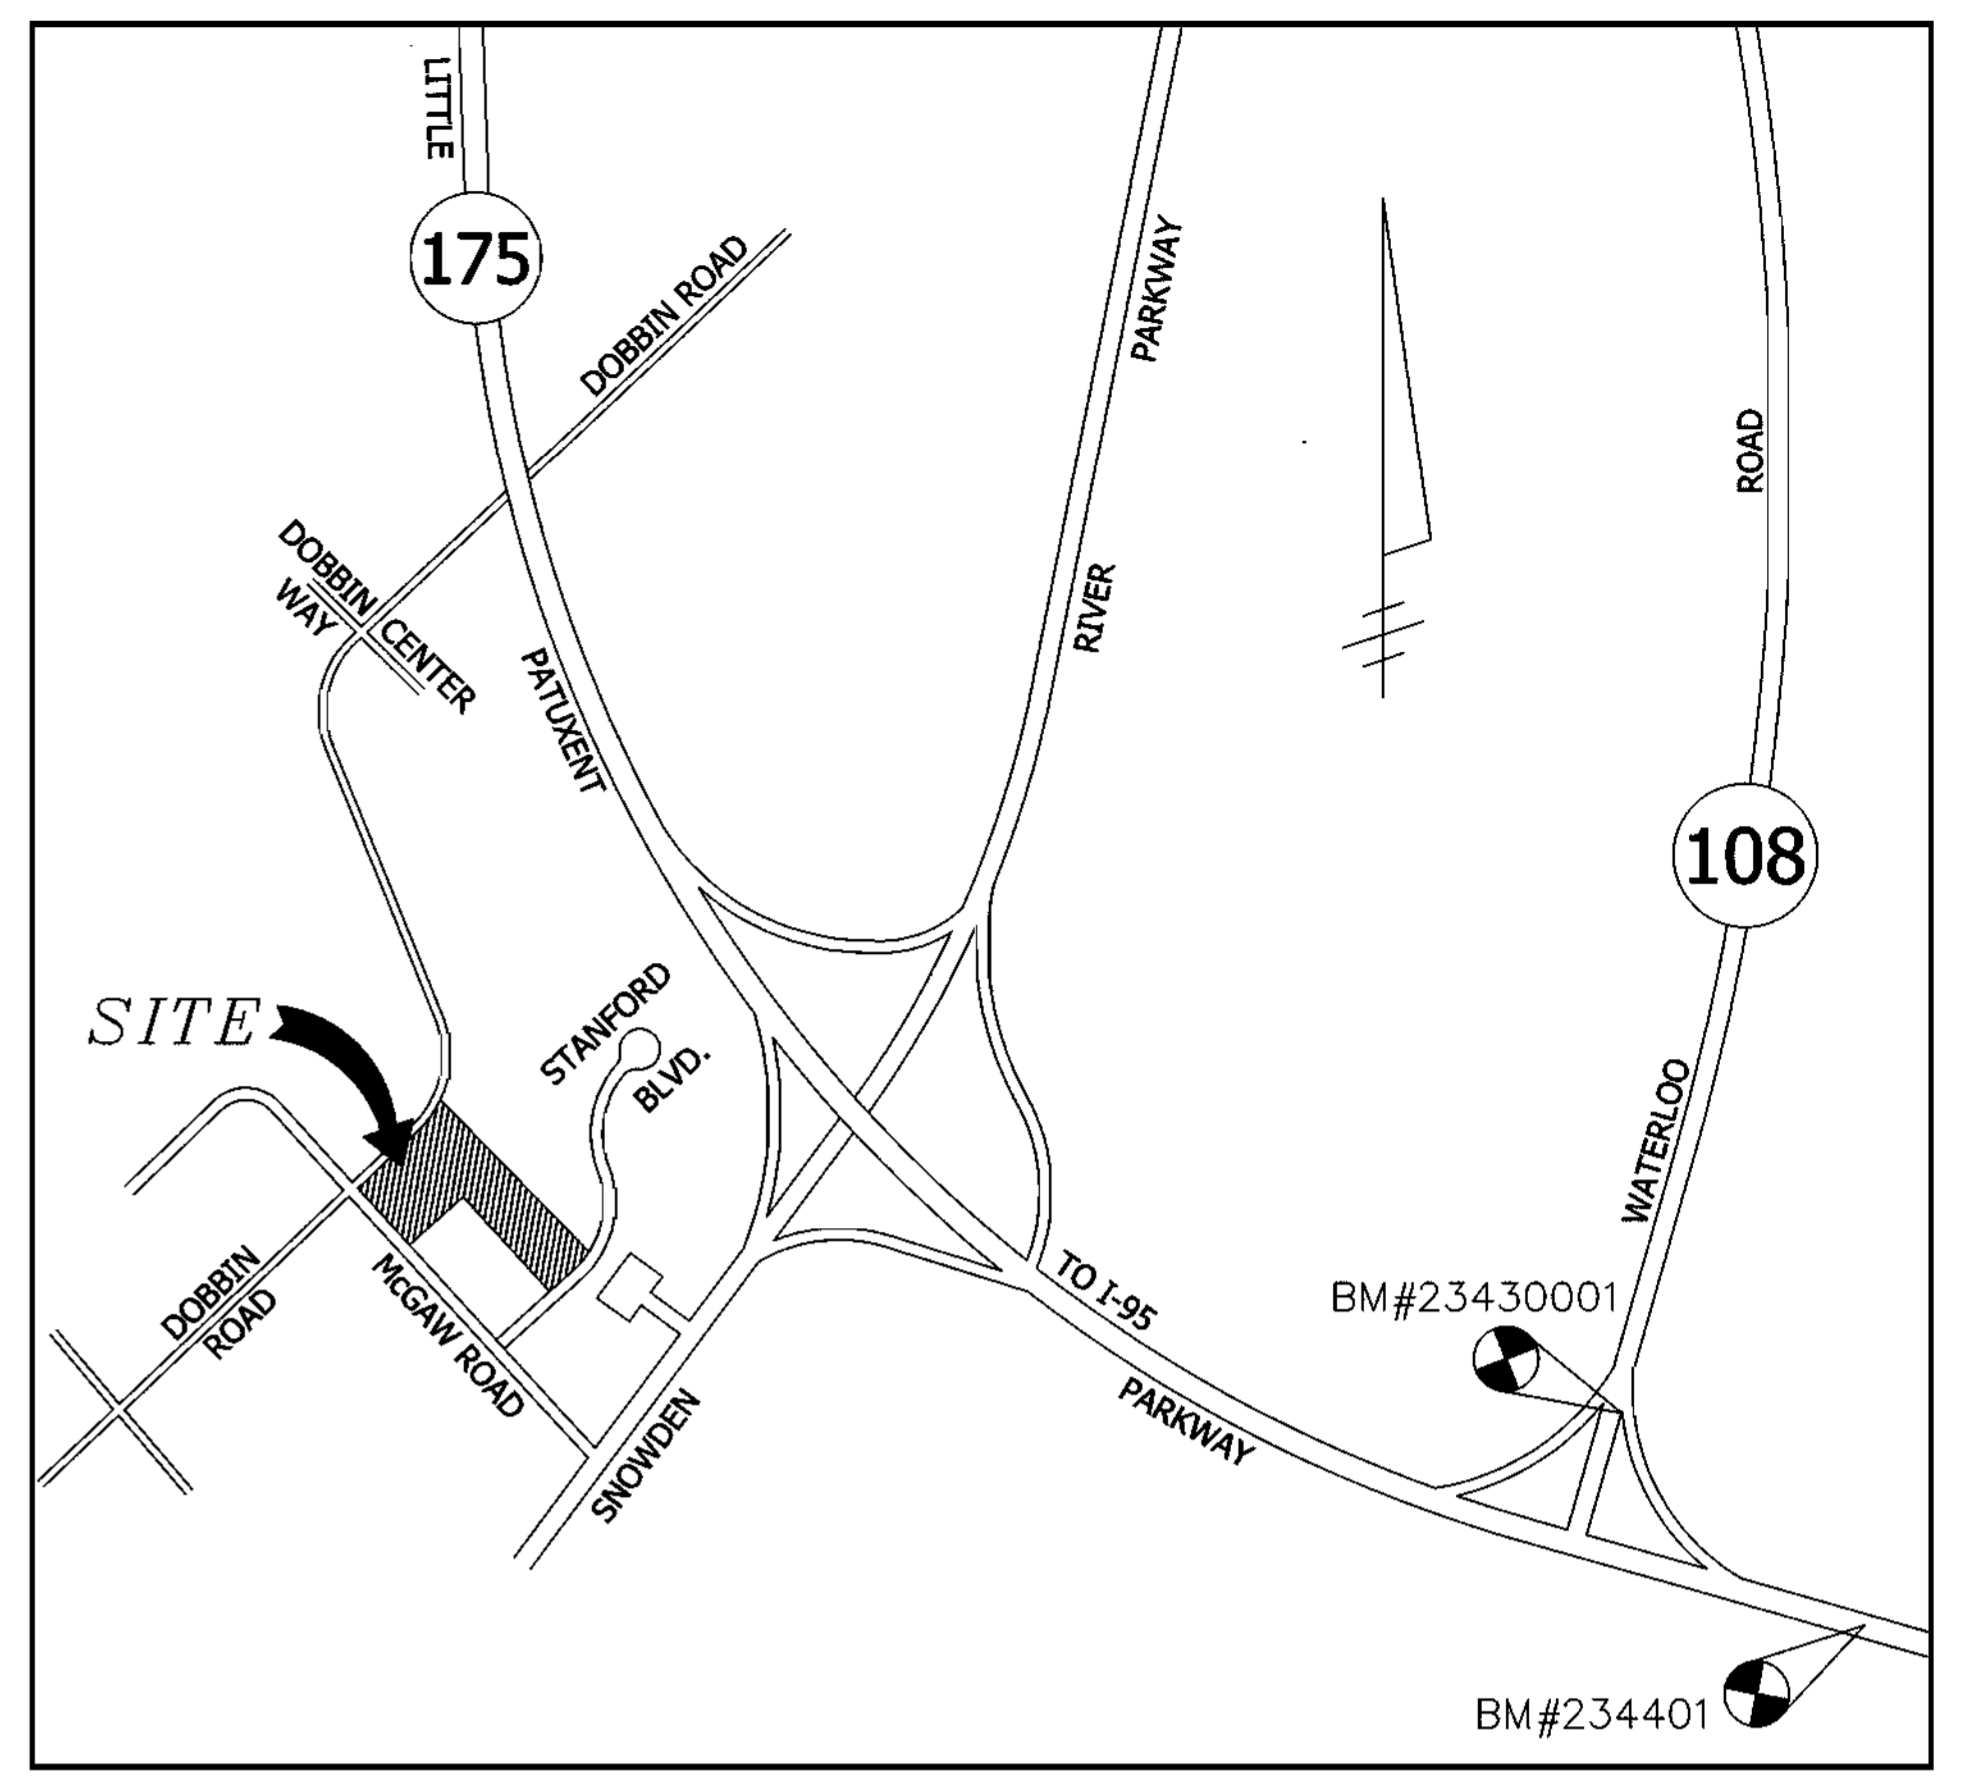 LITTLE
175
DOBBIN ROAD
PARKWAY
ROAD
DOBBIN
WAY
CENTER
RIVER
PATUXENT
108
SITE
STANFORD
BLVD.
WATERLOO
DOBBIN
ROAD
McGAW ROAD
TO I-95
BM#23430001
PARKWAY
SNOWDEN
BM#234401